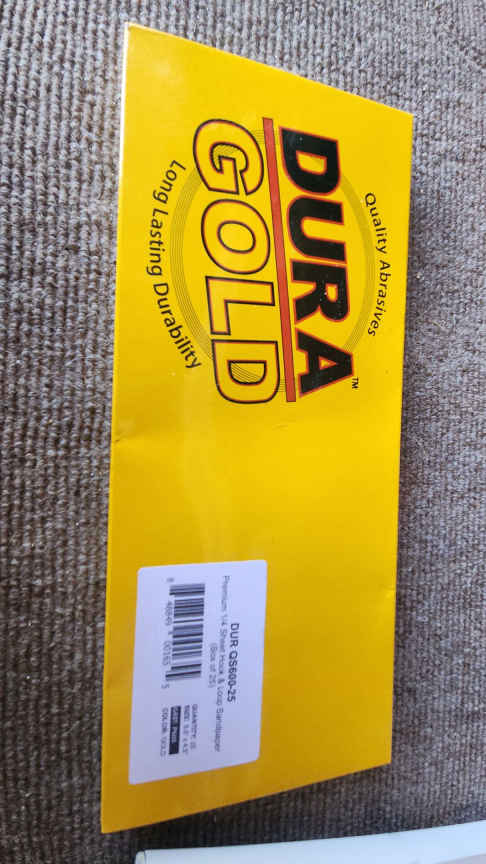 Quality Abrasives
DURA™
GOLD
Long Lasting Durability
DUR QS600-25
Premium 1/4 Sheet Hook & Loop Sandpaper
(Box of 25)
QUANTITY: 25
COLOR: GOLD